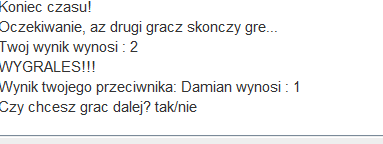 Koniec czasu!
Oczekiwanie, az drugi gracz skonczy gre...
Twoj wynik wynosi : 2
WYGRALES!!!
Wynik twojego przeciwnika: Damian wynosi : 1
Czy chcesz grac dalej? tak/nie